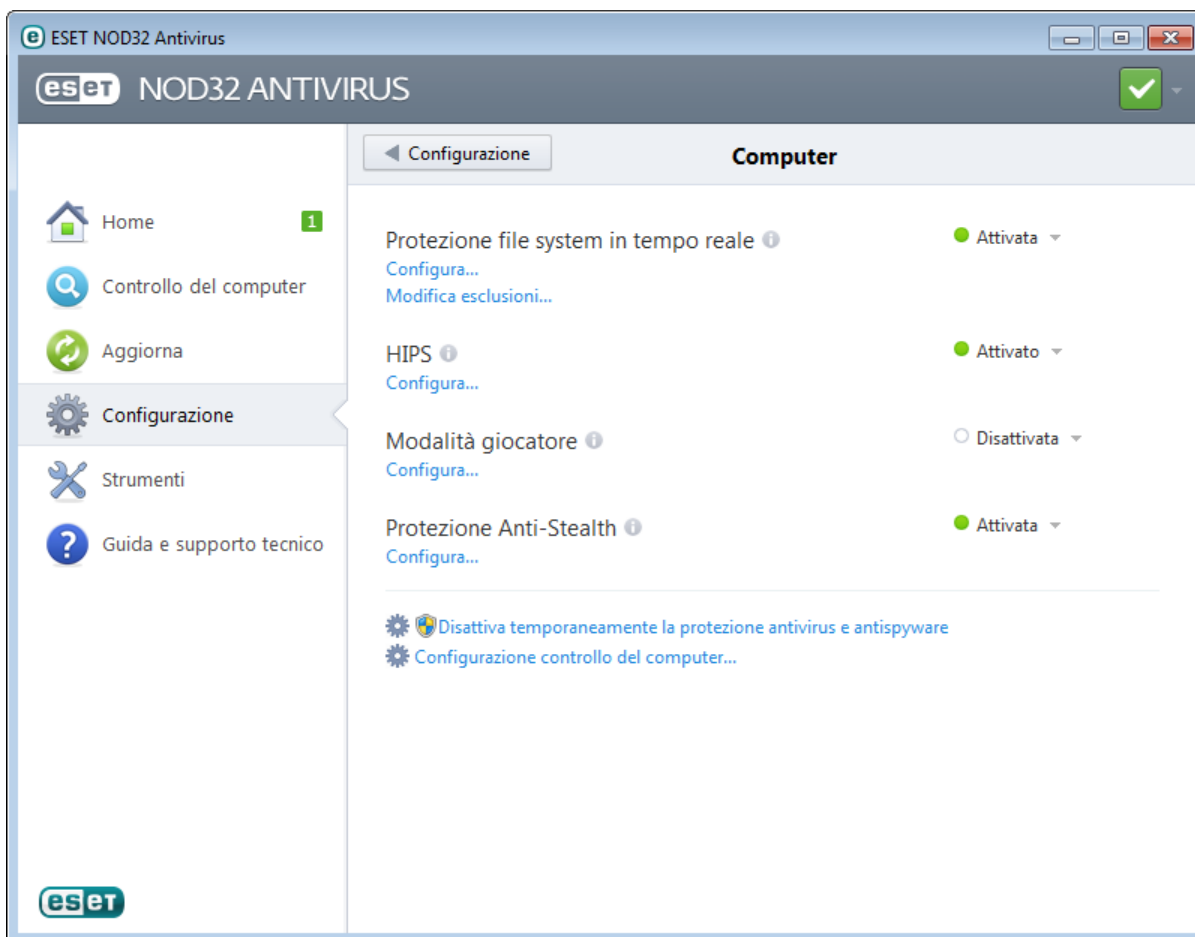 ESET NOD32 Antivirus
eset NOD32 ANTIVIRUS
Configurazione
Computer
Home 1
Controllo del computer
Aggiorna
Configurazione
Strumenti
Guida e supporto tecnico
Protezione file system in tempo reale Attivata
Configura...
Modifica esclusioni...
HIPS Attivato
Configura...
Modalità giocatore Disattivata
Configura...
Protezione Anti-Stealth Attivata
Configura...
Disattiva temporaneamente la protezione antivirus e antispyware
Configurazione controllo del computer...
eset